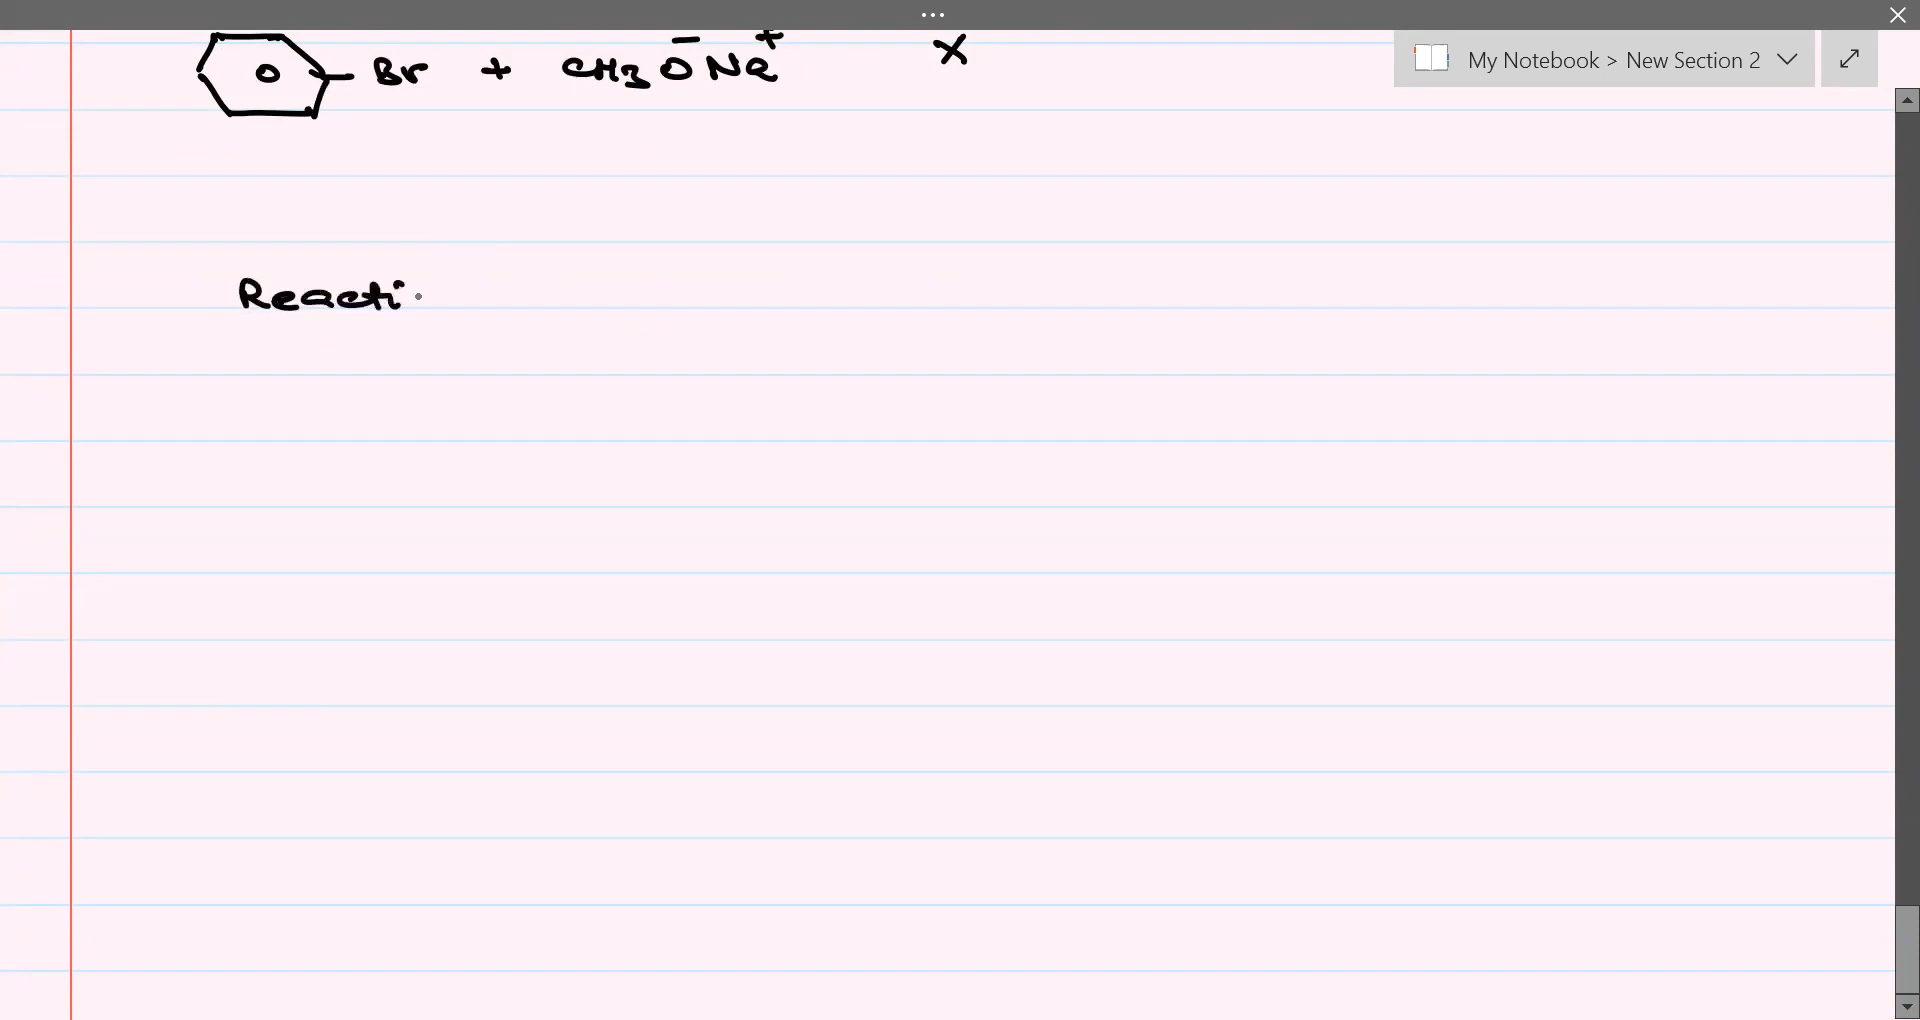 My Notebook > New Section 2
Br + CH3O⁻Na⁺ X
Reacti